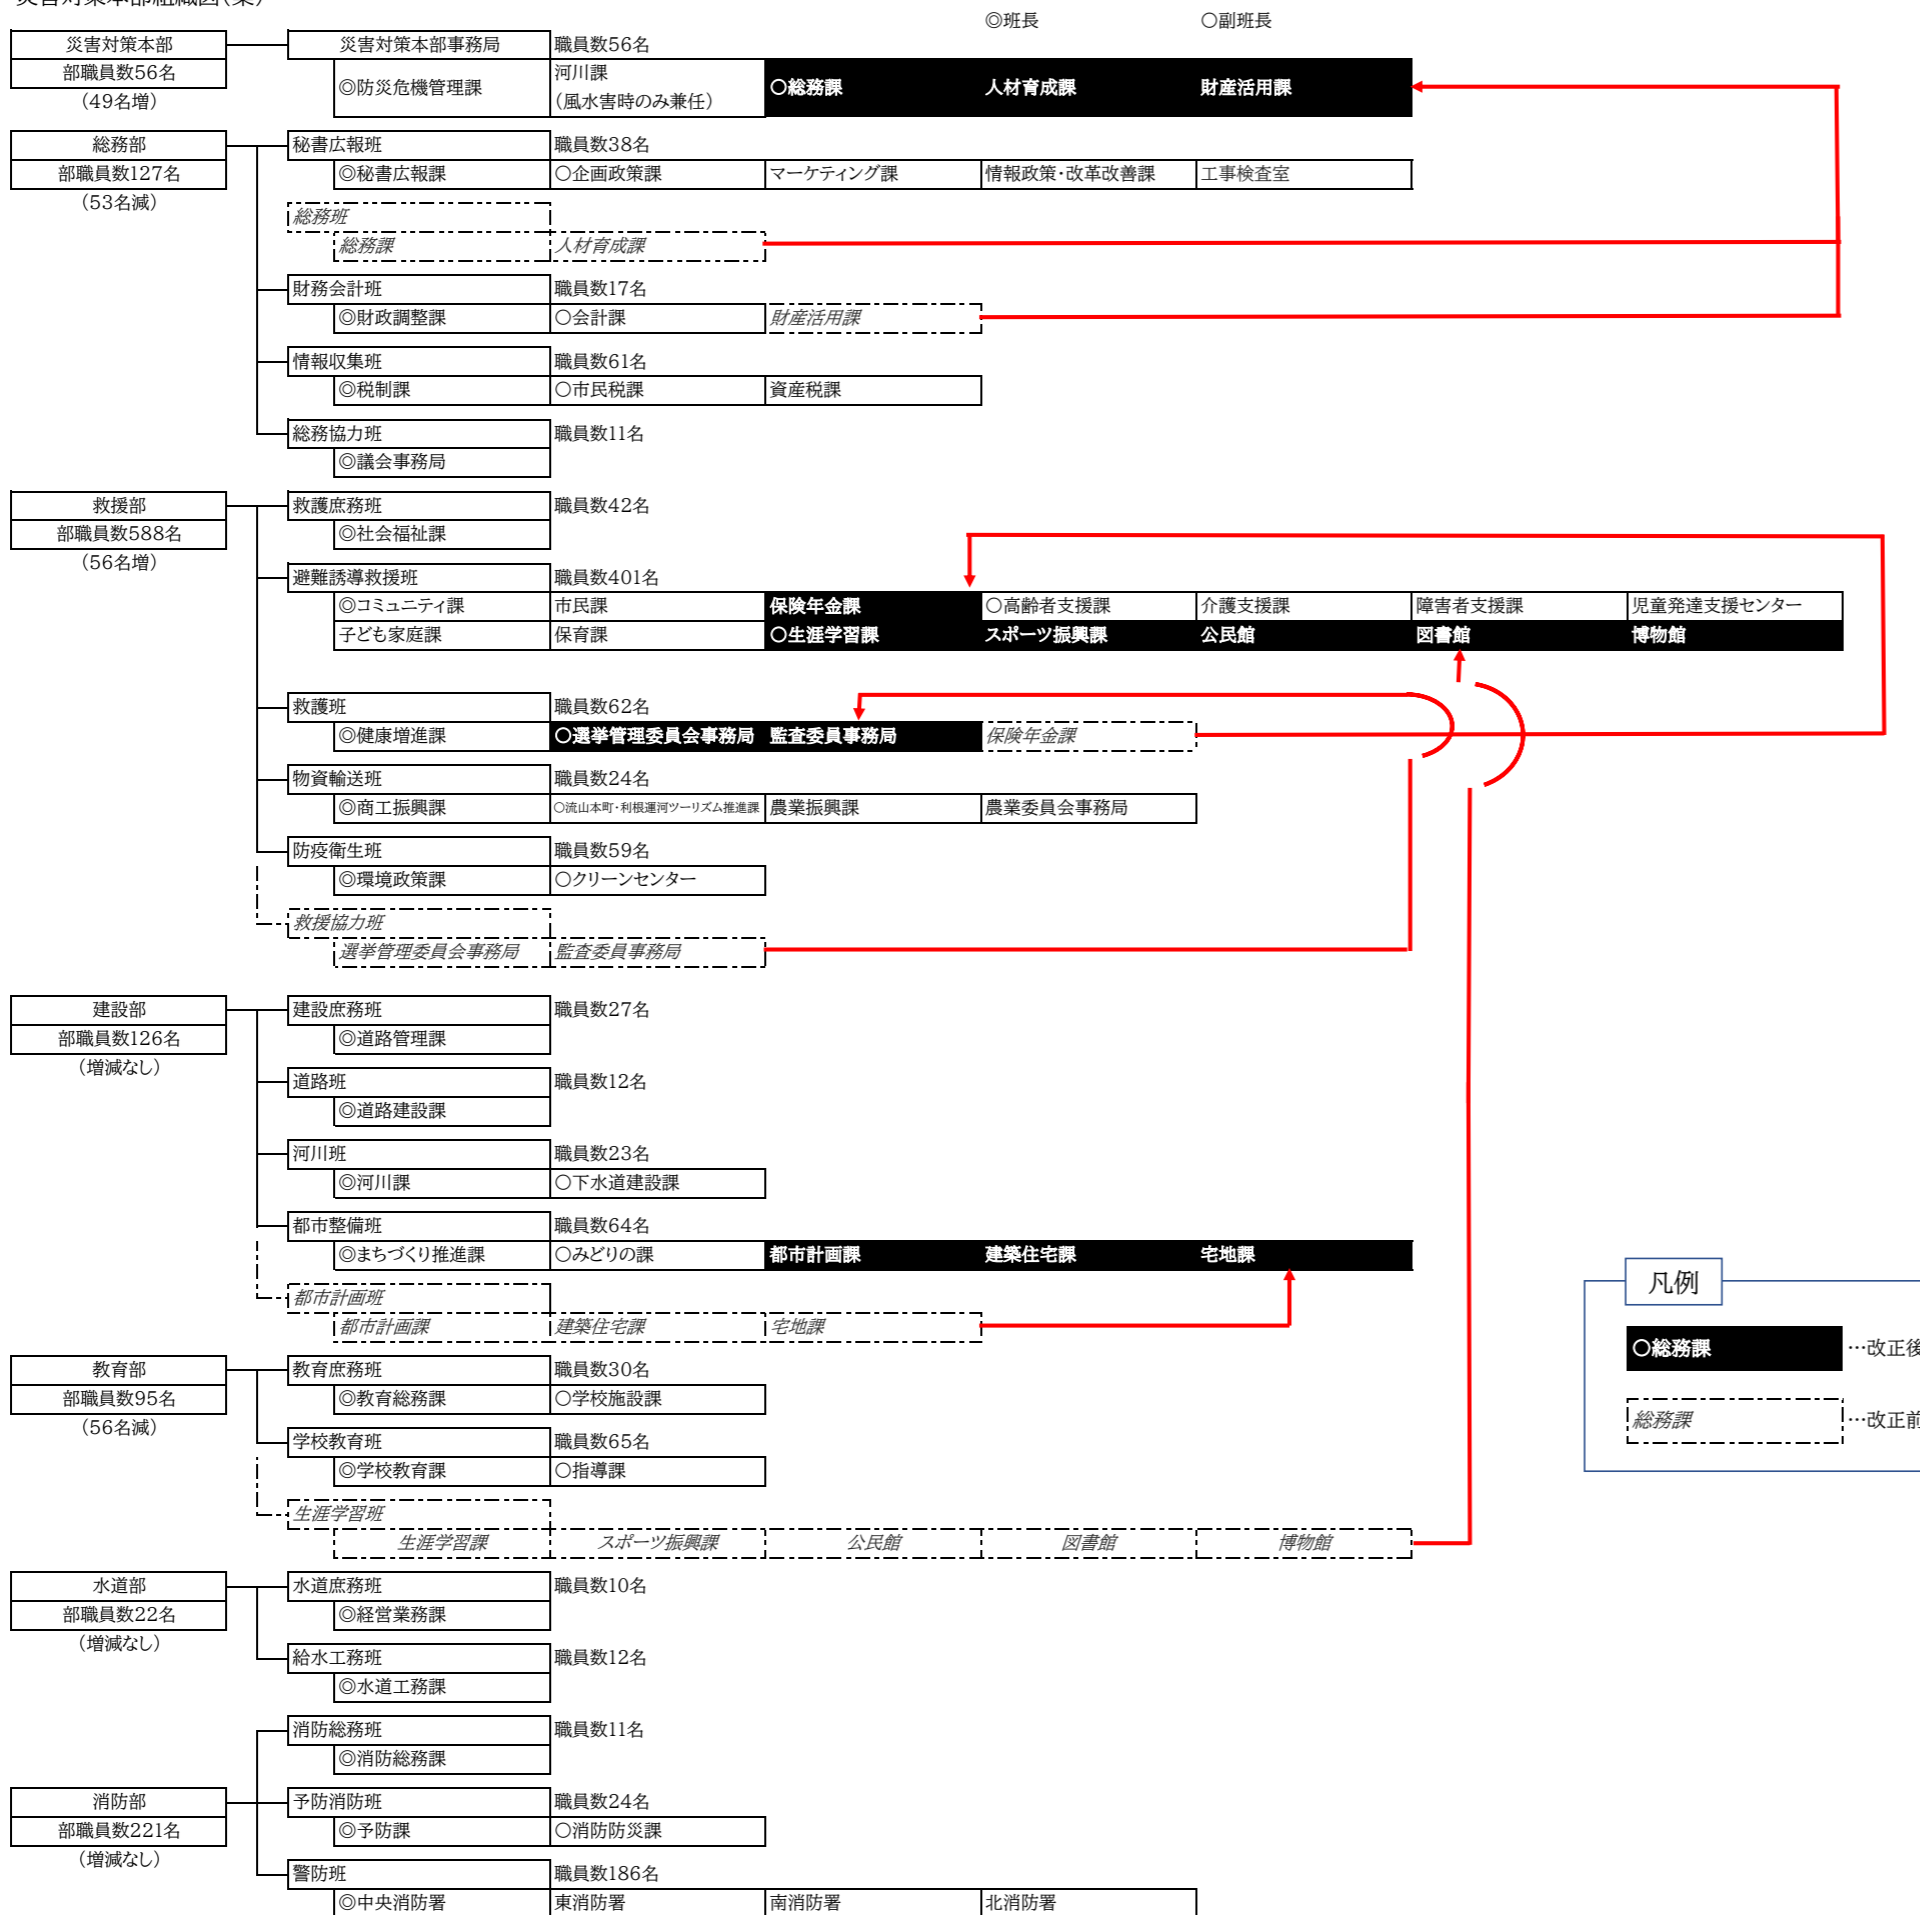 ◎班長 ○副班長
災害対策本部 災害対策本部事務局 職員数56名
部職員数56名 ◎防災危機管理課 河川課 ○総務課 人材育成課 財産活用課
(49名増) (風水害時のみ兼任)
総務部 秘書広報班 職員数38名
部職員数127名 ◎秘書広報課 ○企画政策課 マーケティング課 情報政策・改革改善課 工事検査室
(53名減)
総務班
総務課 人材育成課
財務会計班 職員数17名
◎財政調整課 ○会計課 財産活用課
情報収集班 職員数61名
◎税制課 ○市民税課 資産税課
総務協力班 職員数11名
◎議会事務局
救援部 救護庶務班 職員数42名
部職員数588名 ◎社会福祉課
(56名増)
避難誘導救援班 職員数401名
◎コミュニティ課 市民課 保険年金課 ○高齢者支援課 介護支援課 障害者支援課 児童発達支援センター
子ども家庭課 保育課 ○生涯学習課 スポーツ振興課 公民館 図書館 博物館
救護班 職員数62名
◎健康増進課 ○選挙管理委員会事務局 監査委員事務局 保険年金課
物資輸送班 職員数24名
◎商工振興課 ○流山本町・利根運河ツーリズム推進課 農業振興課 農業委員会事務局
防疫衛生班 職員数59名
◎環境政策課 ○クリーンセンター
救援協力班
選挙管理委員会事務局 監査委員事務局
建設部 建設庶務班 職員数27名
部職員数126名 ◎道路管理課
(増減なし)
道路班 職員数12名
◎道路建設課
河川班 職員数23名
◎河川課 ○下水道建設課
都市整備班 職員数64名
◎まちづくり推進課 ○みどりの課 都市計画課 建築住宅課 宅地課
凡例
都市計画班
都市計画課 建築住宅課 宅地課
○総務課 …改正後
教育部 教育庶務班 職員数30名
部職員数95名 ◎教育総務課 ○学校施設課
(56名減)
総務課 …改正前
学校教育班 職員数65名
◎学校教育課 ○指導課
生涯学習班
生涯学習課 スポーツ振興課 公民館 図書館 博物館
水道部 水道庶務班 職員数10名
部職員数22名 ◎経営業務課
(増減なし)
給水工務班 職員数12名
◎水道工務課
消防総務班 職員数11名
◎消防総務課
消防部 予防消防班 職員数24名
部職員数221名 ◎予防課 ○消防防災課
(増減なし)
警防班 職員数186名
◎中央消防署 東消防署 南消防署 北消防署